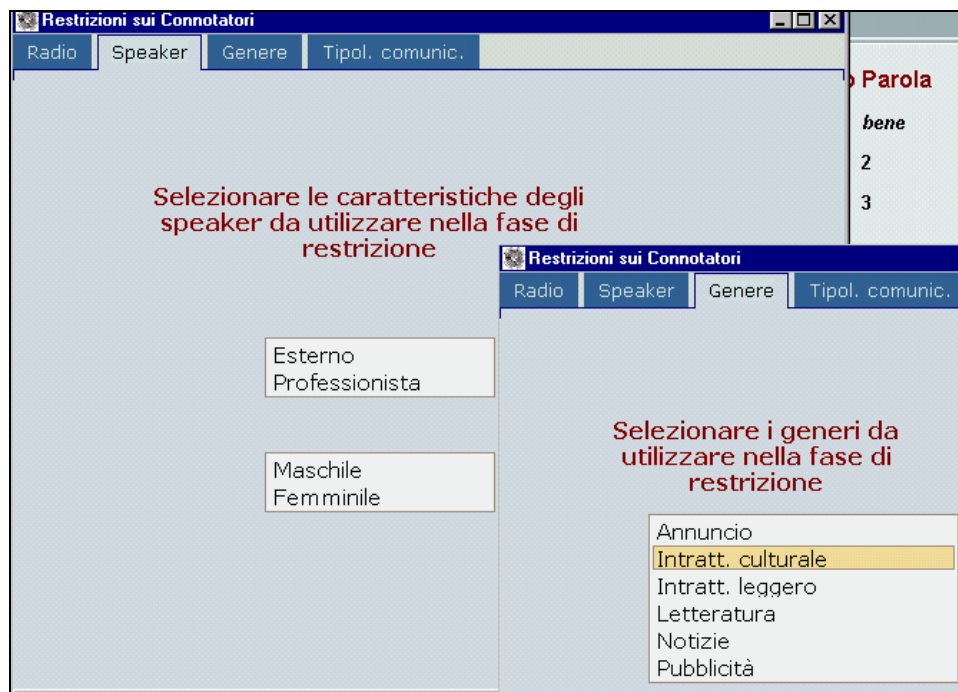 Restrizioni sui Connotatori
Radio Speaker Genere Tipol. comunic.
Parola
bene
2
3
Selezionare le caratteristiche degli
speaker da utilizzare nella fase di
restrizione
Esterno
Professionista
Maschile
Femminile
Restrizioni sui Connotatori
Radio Speaker Genere Tipol. comunic.
Selezionare i generi da
utilizzare nella fase di
restrizione
Annuncio
Intratt. culturale
Intratt. leggero
Letteratura
Notizie
Pubblicità